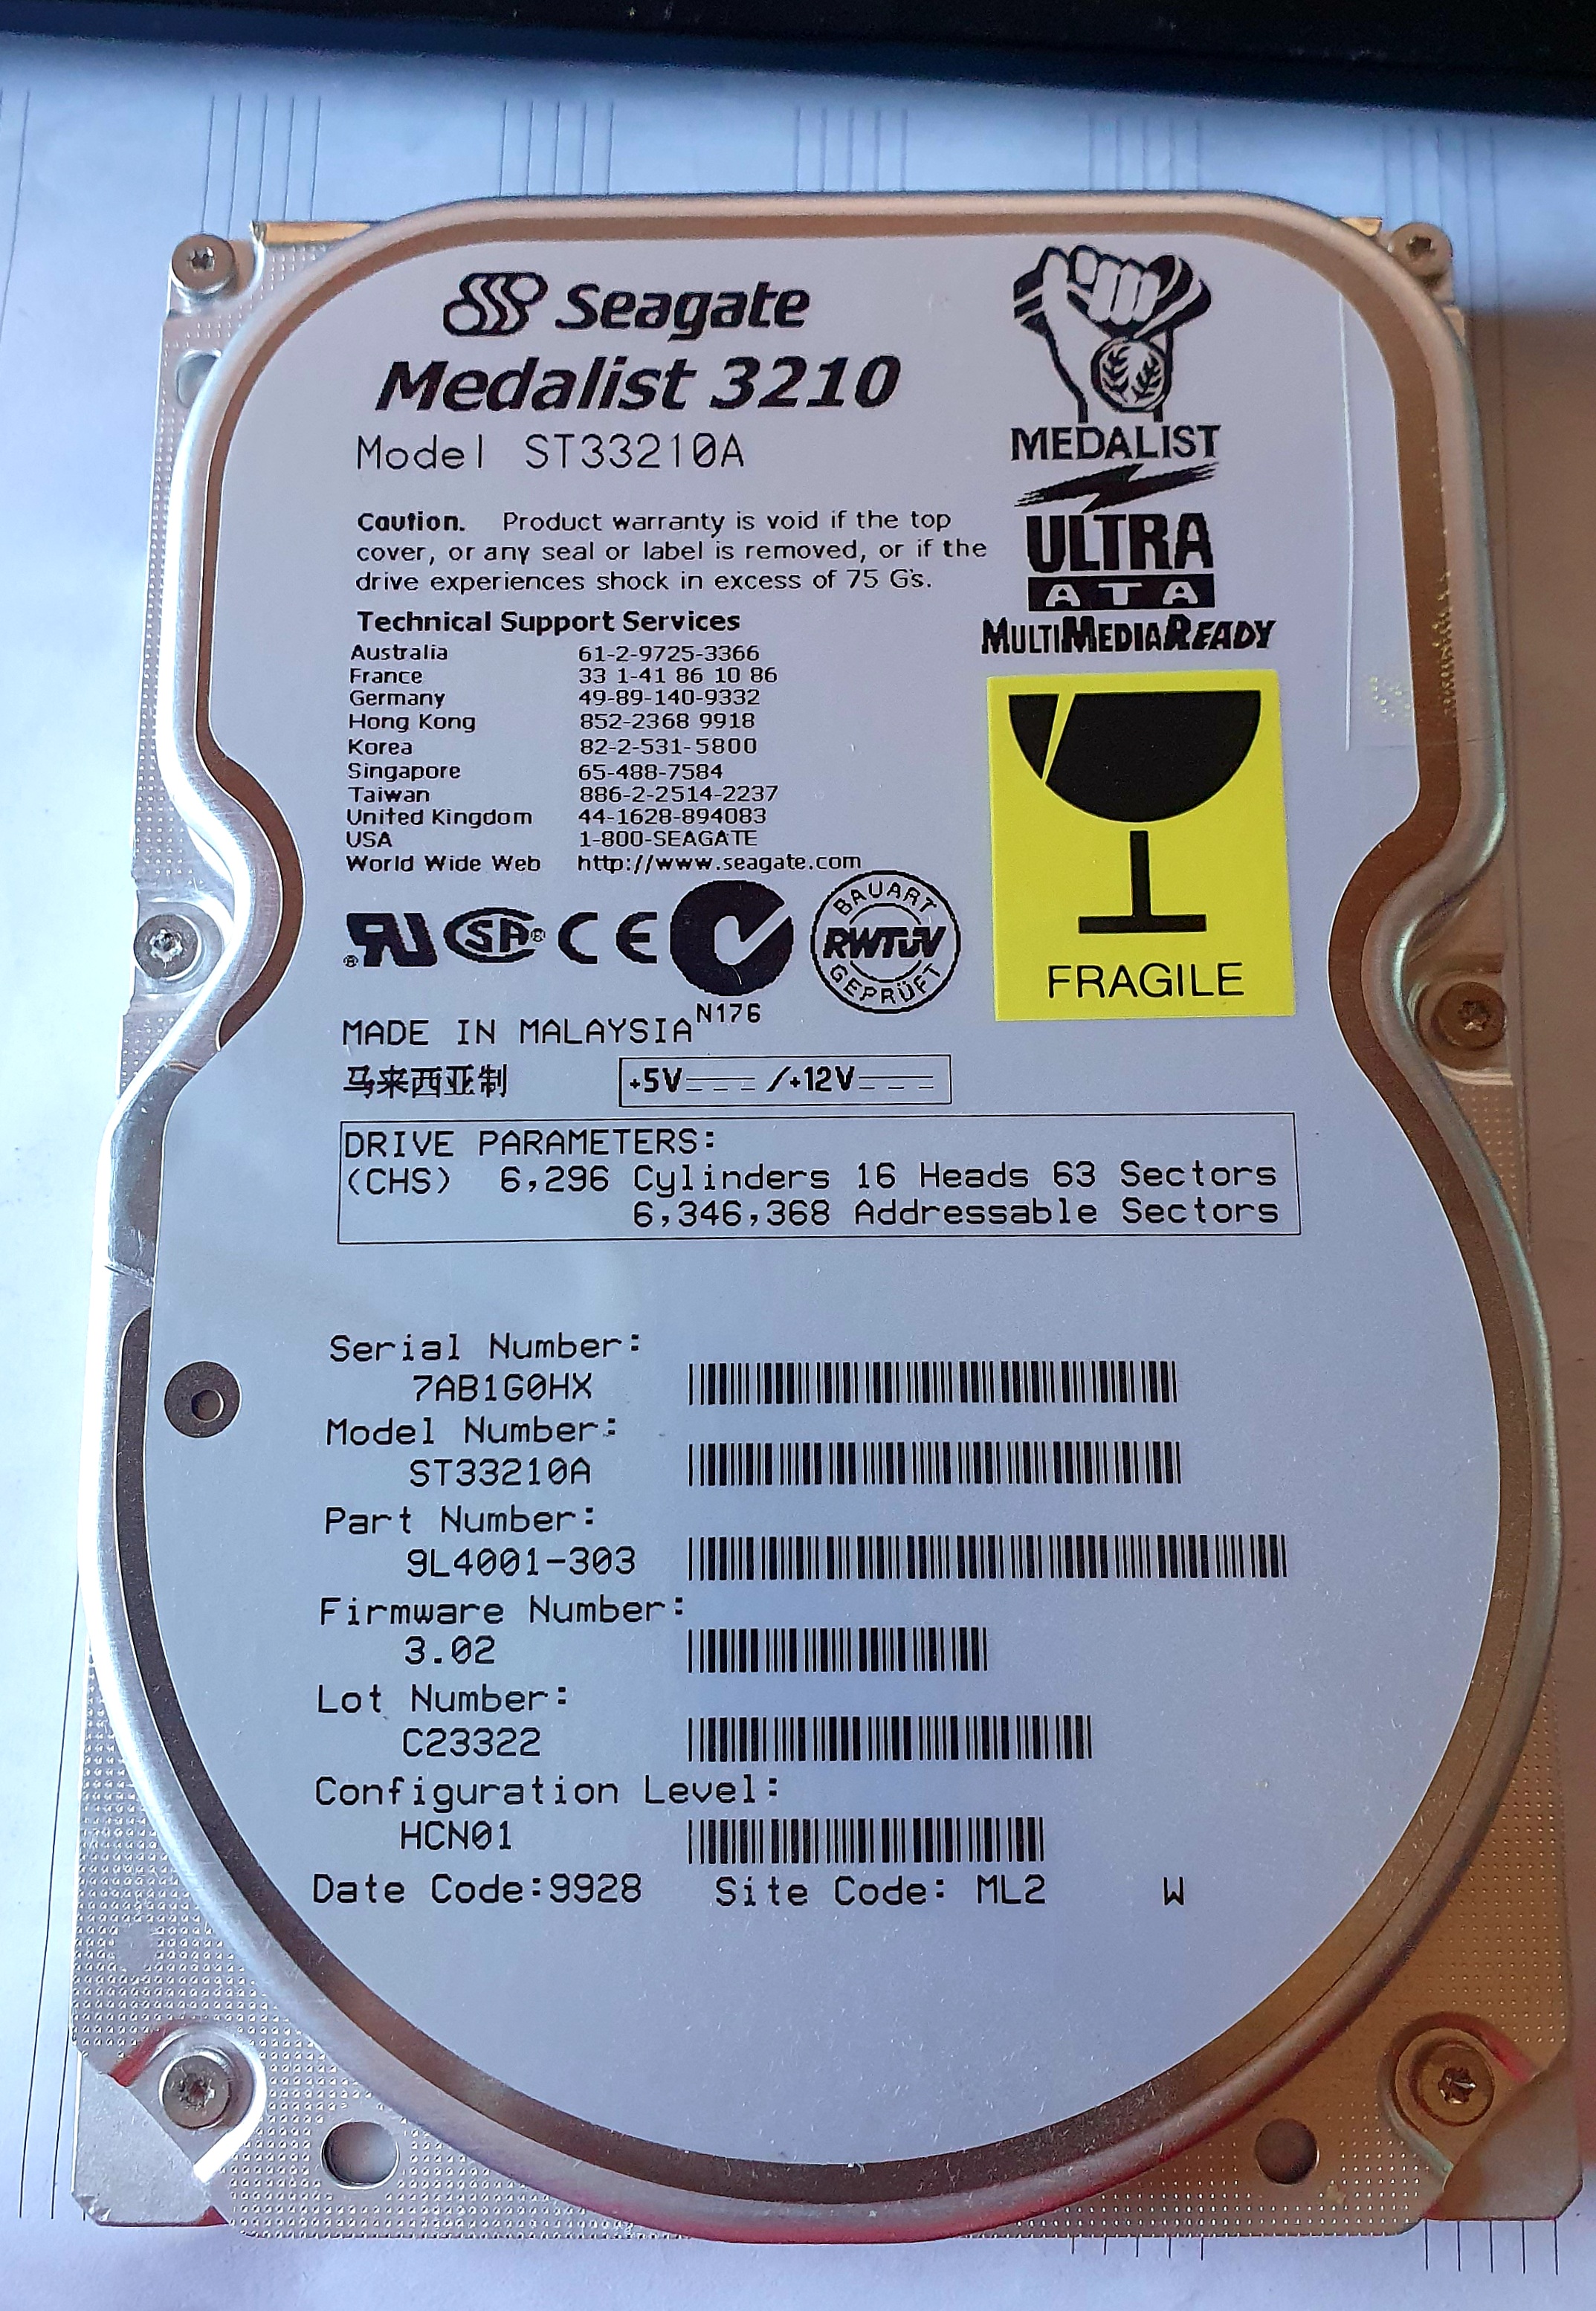 Seagate
Medalist 3210
Model ST33210A
MEDALIST
ULTRA
ATA
MULTIMEDIAREADY
Caution. Product warranty is void if the top
cover, or any seal or label is removed, or if the
drive experiences shock in excess of 75 G's.
Technical Support Services
Australia 61-2-9725-3366
France 33 1-41 86 10 86
Germany 49-89-140-9332
Hong Kong 852-2368 9918
Korea 82-2-531-5800
Singapore 65-488-7584
Taiwan 886-2-2514-2237
United Kingdom 44-1628-894083
USA 1-800-SEAGATE
World Wide Web http://www.seagate.com
FRAGILE
RU ® SA ® CE
BAUART
RWTÜV
GEPRÜFT
N176
MADE IN MALAYSIA
马来西亚制
+5V /+12V
DRIVE PARAMETERS:
(CHS) 6,296 Cylinders 16 Heads 63 Sectors
6,346,368 Addressable Sectors
Serial Number:
7AB1G0HX
Model Number:
ST33210A
Part Number:
9L4001-303
Firmware Number:
3.02
Lot Number:
C23322
Configuration Level:
HCN01
Date Code:9928 Site Code: ML2 W